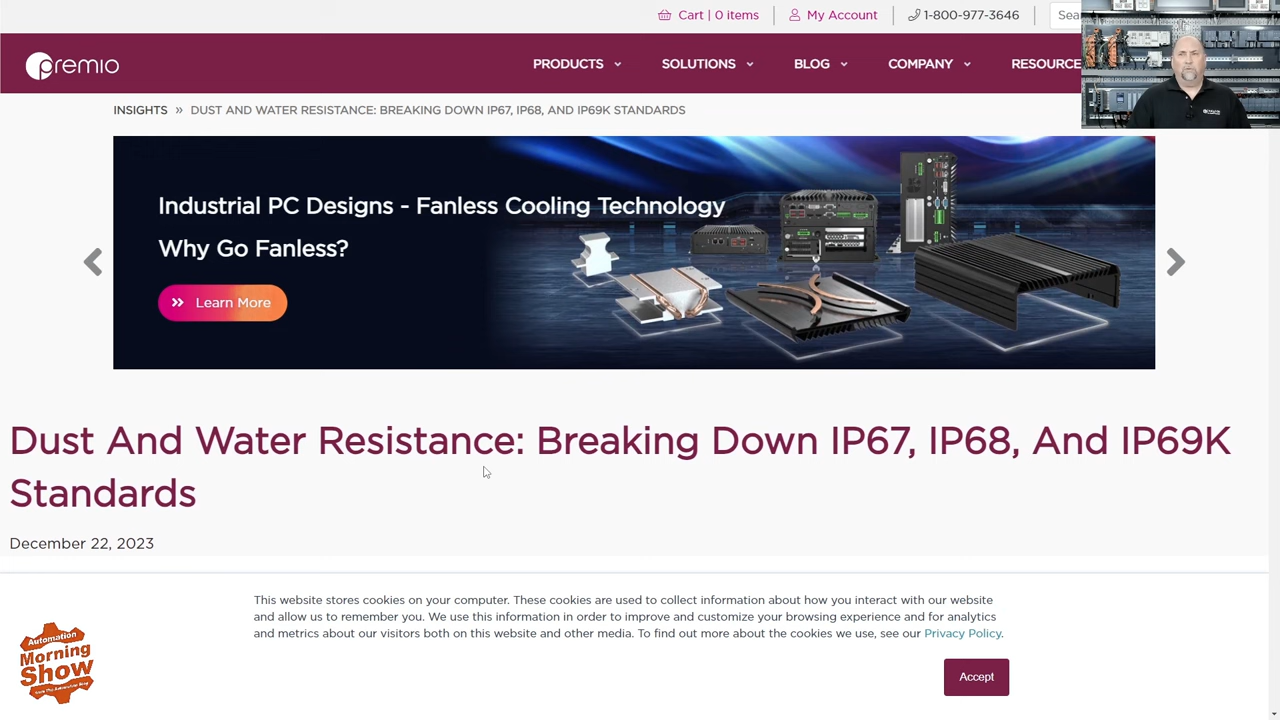 Cart | 0 items
My Account
1-800-977-3646
Sea
premio
PRODUCTS
SOLUTIONS
BLOG
COMPANY
RESOURCE
INSIGHTS » DUST AND WATER RESISTANCE: BREAKING DOWN IP67, IP68, AND IP69K STANDARDS
Industrial PC Designs - Fanless Cooling Technology
Why Go Fanless?
Learn More
Dust And Water Resistance: Breaking Down IP67, IP68, And IP69K
Standards
December 22, 2023
This website stores cookies on your computer. These cookies are used to collect information about how you interact with our website
and allow us to remember you. We use this information in order to improve and customize your browsing experience and for analytics
and metrics about our visitors both on this website and other media. To find out more about the cookies we use, see our Privacy Policy.
Accept
Automation
Morning
Show
from The Automation Blog